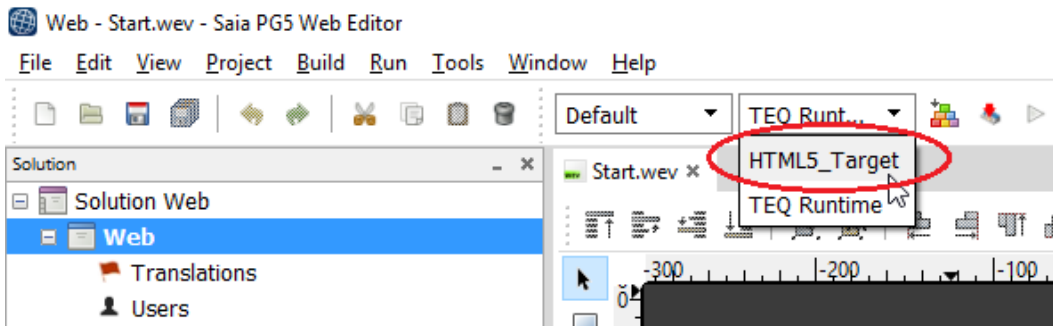 Web - Start.wev - Saia PG5 Web Editor
File Edit View Project Build Run Tools Window Help
Default TEQ Runt...
HTML5_Target
TEQ Runtime
Solution
Start.wev
Solution Web
Web
Translations
Users
-300 -200 -100